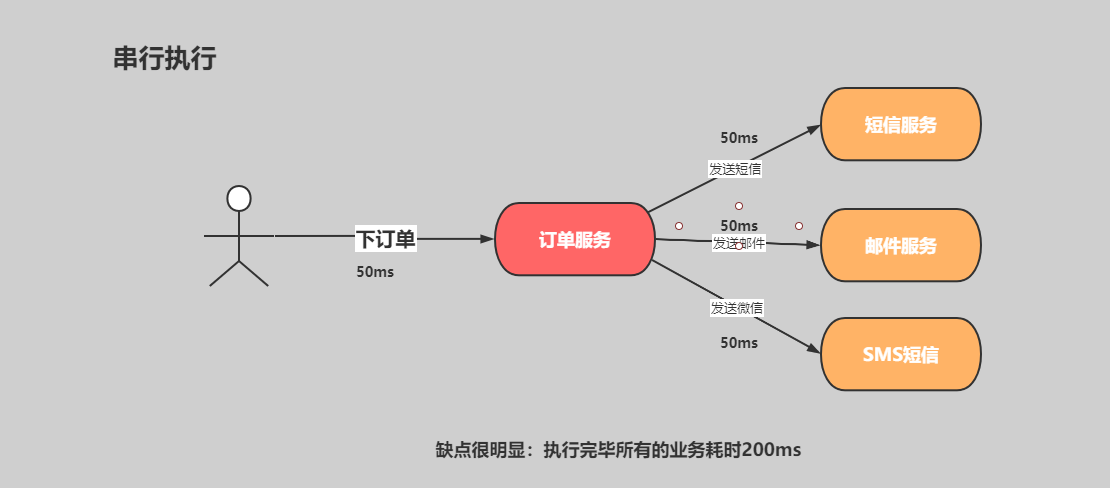 串行执行
50ms
短信服务
发送短信
下订单
50ms
订单服务
50ms
发送邮件
邮件服务
发送微信
50ms
SMS短信
缺点很明显：执行完毕所有的业务耗时200ms